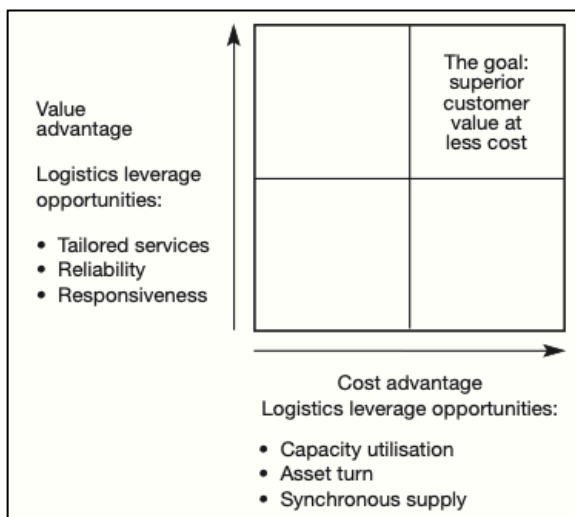 Value
advantage
Logistics leverage
opportunities:
• Tailored services
• Reliability
• Responsiveness
The goal:
superior
customer
value at
less cost
Cost advantage
Logistics leverage opportunities:
• Capacity utilisation
• Asset turn
• Synchronous supply